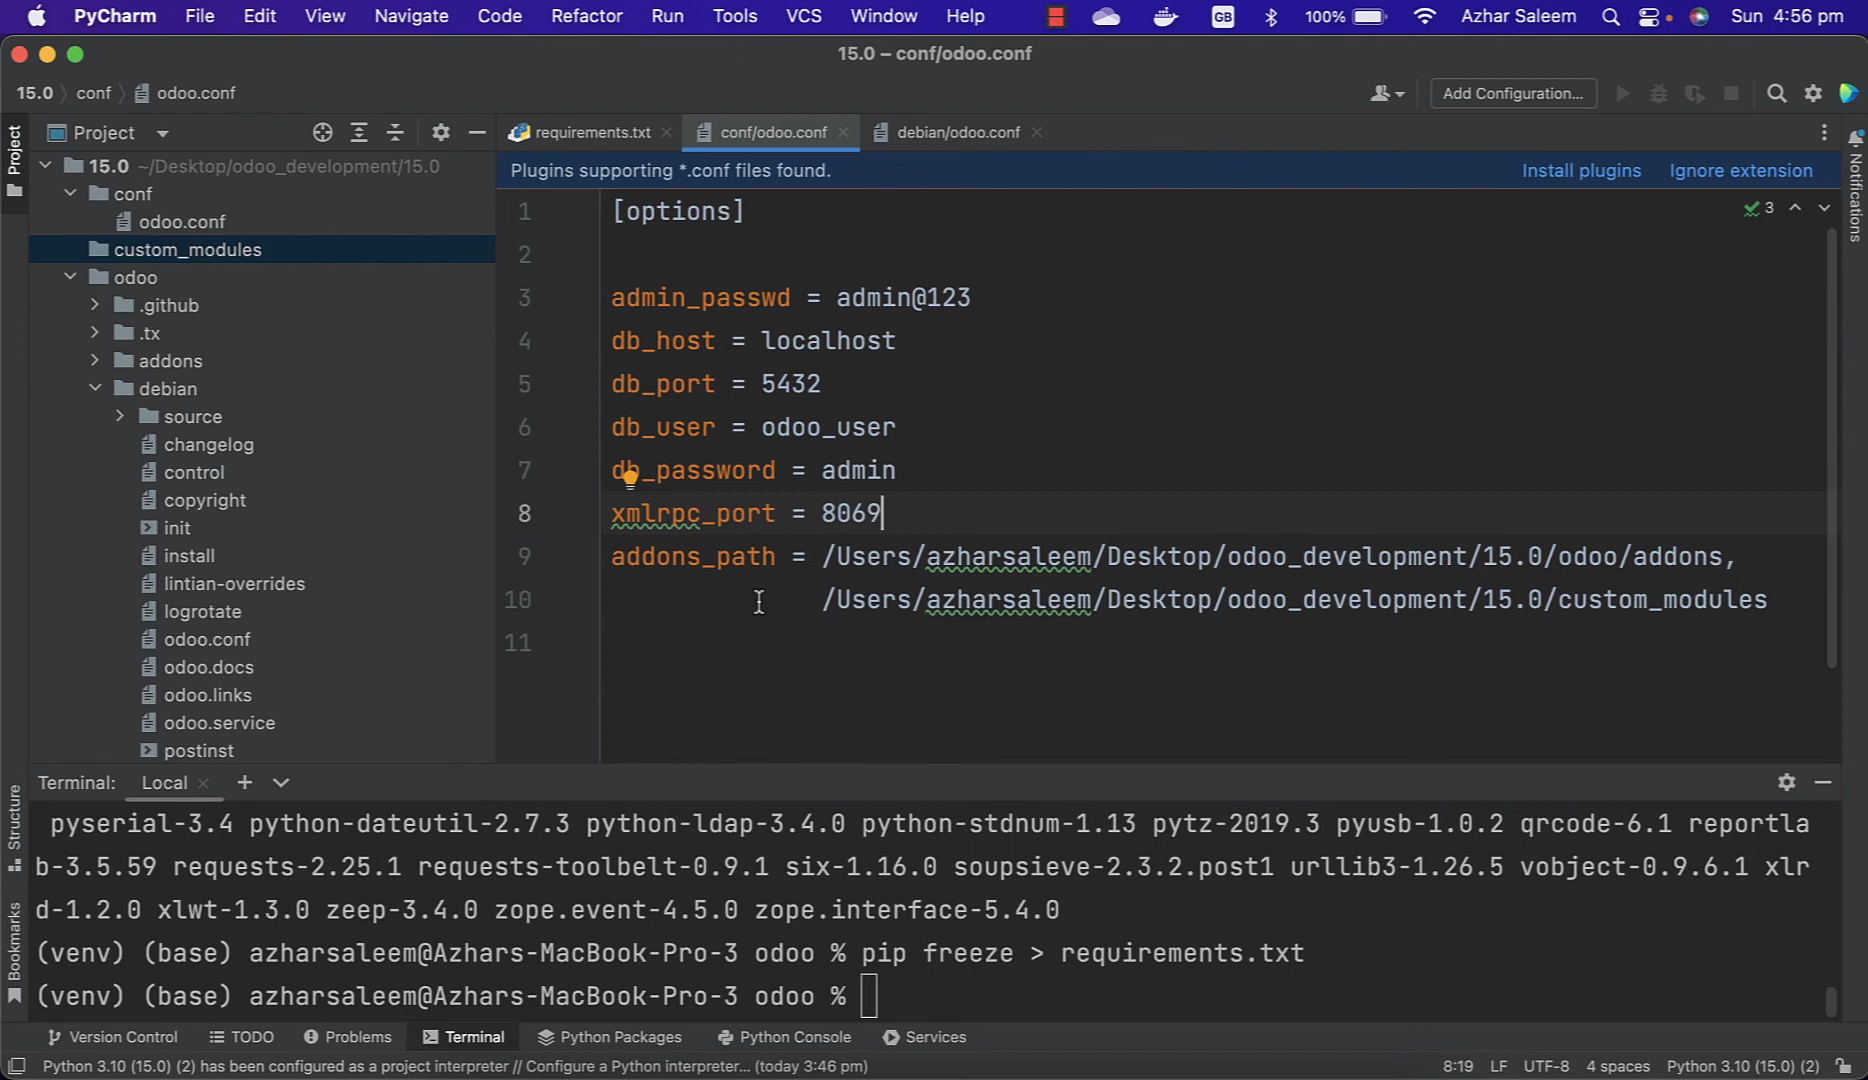 PyCharm File Edit View Navigate Code Refactor Run Tools VCS Window Help GB 100% Azhar Saleem Sun 4:56 pm
15.0 – conf/odoo.conf
15.0 conf odoo.conf Add Configuration...
Project
Project
requirements.txt conf/odoo.conf debian/odoo.conf
15.0 ~/Desktop/odoo_development/15.0
conf
odoo.conf
custom_modules
odoo
.github
.tx
addons
debian
source
changelog
control
copyright
init
install
lintian-overrides
logrotate
odoo.conf
odoo.docs
odoo.links
odoo.service
postinst
Plugins supporting *.conf files found. Install plugins Ignore extension
3
1 [options]
2
3 admin_passwd = admin@123
4 db_host = localhost
5 db_port = 5432
6 db_user = odoo_user
7 db_password = admin
8 xmlrpc_port = 8069
9 addons_path = /Users/azharsaleem/Desktop/odoo_development/15.0/odoo/addons,
10 /Users/azharsaleem/Desktop/odoo_development/15.0/custom_modules
11
Notifications
Terminal: Local
Structure
Bookmarks
pyserial-3.4 python-dateutil-2.7.3 python-ldap-3.4.0 python-stdnum-1.13 pytz-2019.3 pyusb-1.0.2 qrcode-6.1 reportla
b-3.5.59 requests-2.25.1 requests-toolbelt-0.9.1 six-1.16.0 soupsieve-2.3.2.post1 urllib3-1.26.5 vobject-0.9.6.1 xlr
d-1.2.0 xlwt-1.3.0 zeep-3.4.0 zope.event-4.5.0 zope.interface-5.4.0
(venv) (base) azharsaleem@Azhars-MacBook-Pro-3 odoo % pip freeze > requirements.txt
(venv) (base) azharsaleem@Azhars-MacBook-Pro-3 odoo %
Version Control TODO Problems Terminal Python Packages Python Console Services
Python 3.10 (15.0) (2) has been configured as a project interpreter // Configure a Python interpreter... (today 3:46 pm) 8:19 LF UTF-8 4 spaces Python 3.10 (15.0) (2)